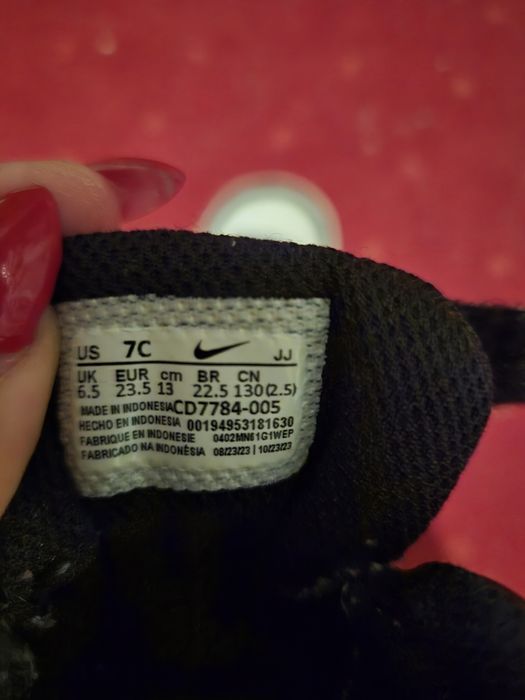 US 7C JJ
UK EUR cm BR CN
6.5 23.5 13 22.5 130(2.5)
MADE IN INDONESIA CD7784-005
HECHO EN INDONESIA 00194953181630
FABRIQUE EN INDONESIE 0402MN61G1WEP
FABRICADO NA INDONÉSIA 08/23/23 | 10/23/23